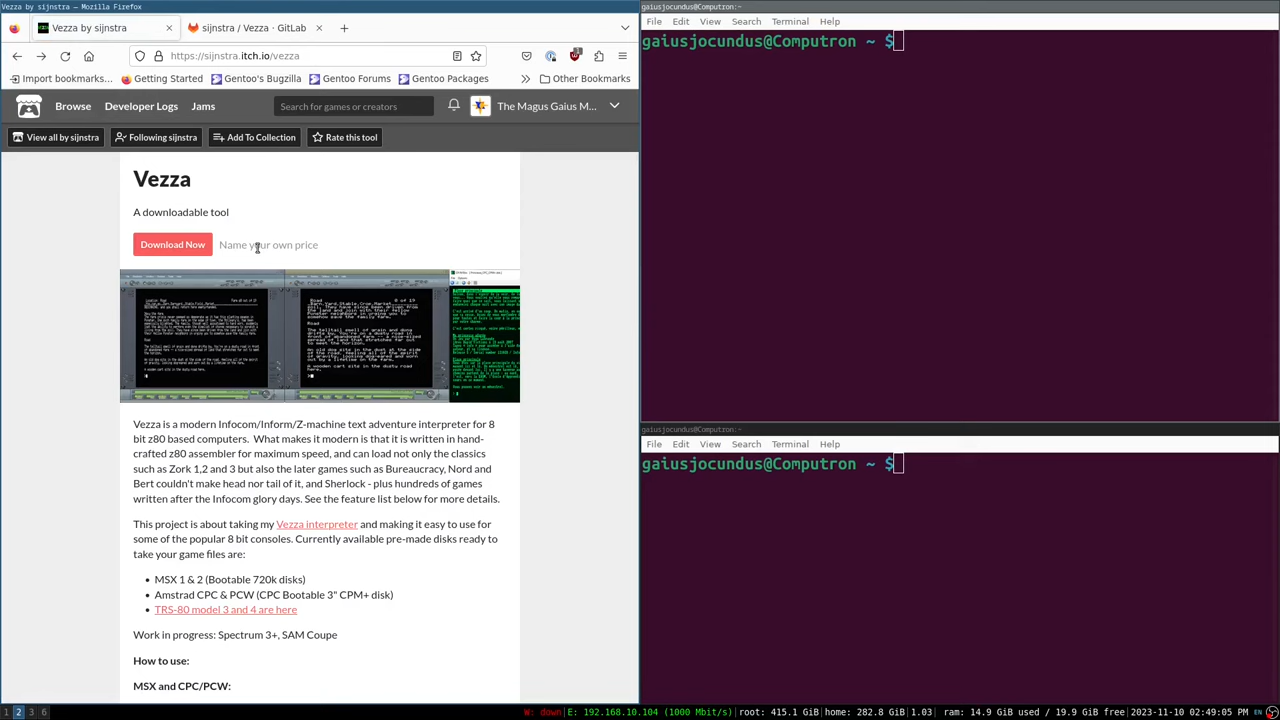 Vezza by sijnstra — Mozilla Firefox
Vezza by sijnstra
sijnstra / Vezza · GitLab
https://sijnstra.itch.io/vezza
Import bookmarks...
Getting Started
Gentoo's Bugzilla
Gentoo Forums
Gentoo Packages
Other Bookmarks
Browse
Developer Logs
Jams
Search for games or creators
The Magus Gaius M...
View all by sijnstra
Following sijnstra
Add To Collection
Rate this tool
Vezza
A downloadable tool
Download Now
Name your own price
Vezza is a modern Infocom/Inform/Z-machine text adventure interpreter for 8
bit z80 based computers.  What makes it modern is that it is written in hand-
crafted z80 assembler for maximum speed, and can load not only the classics
such as Zork 1,2 and 3 but also the later games such as Bureaucracy, Nord and
Bert couldn't make head nor tail of it, and Sherlock - plus hundreds of games
written after the Infocom glory days. See the feature list below for more details.
This project is about taking my Vezza interpreter and making it easy to use for
some of the popular 8 bit consoles. Currently available pre-made disks ready to
take your game files are:
• MSX 1 & 2 (Bootable 720k disks)
• Amstrad CPC & PCW (CPC Bootable 3" CPM+ disk)
• TRS-80 model 3 and 4 are here
Work in progress: Spectrum 3+, SAM Coupe
How to use:
MSX and CPC/PCW:
gaiusjocundus@Computron:~
File Edit View Search Terminal Help
gaiusjocundus@Computron ~ $
gaiusjocundus@Computron:~
File Edit View Search Terminal Help
gaiusjocundus@Computron ~ $
1 2 3 6
W: down|E: 192.168.10.104 (1000 Mbit/s)|root: 415.1 GiB|home: 282.8 GiB|1.03 |ram: 14.9 GiB used / 19.9 GiB free|2023-11-10 02:49:05 PM EN